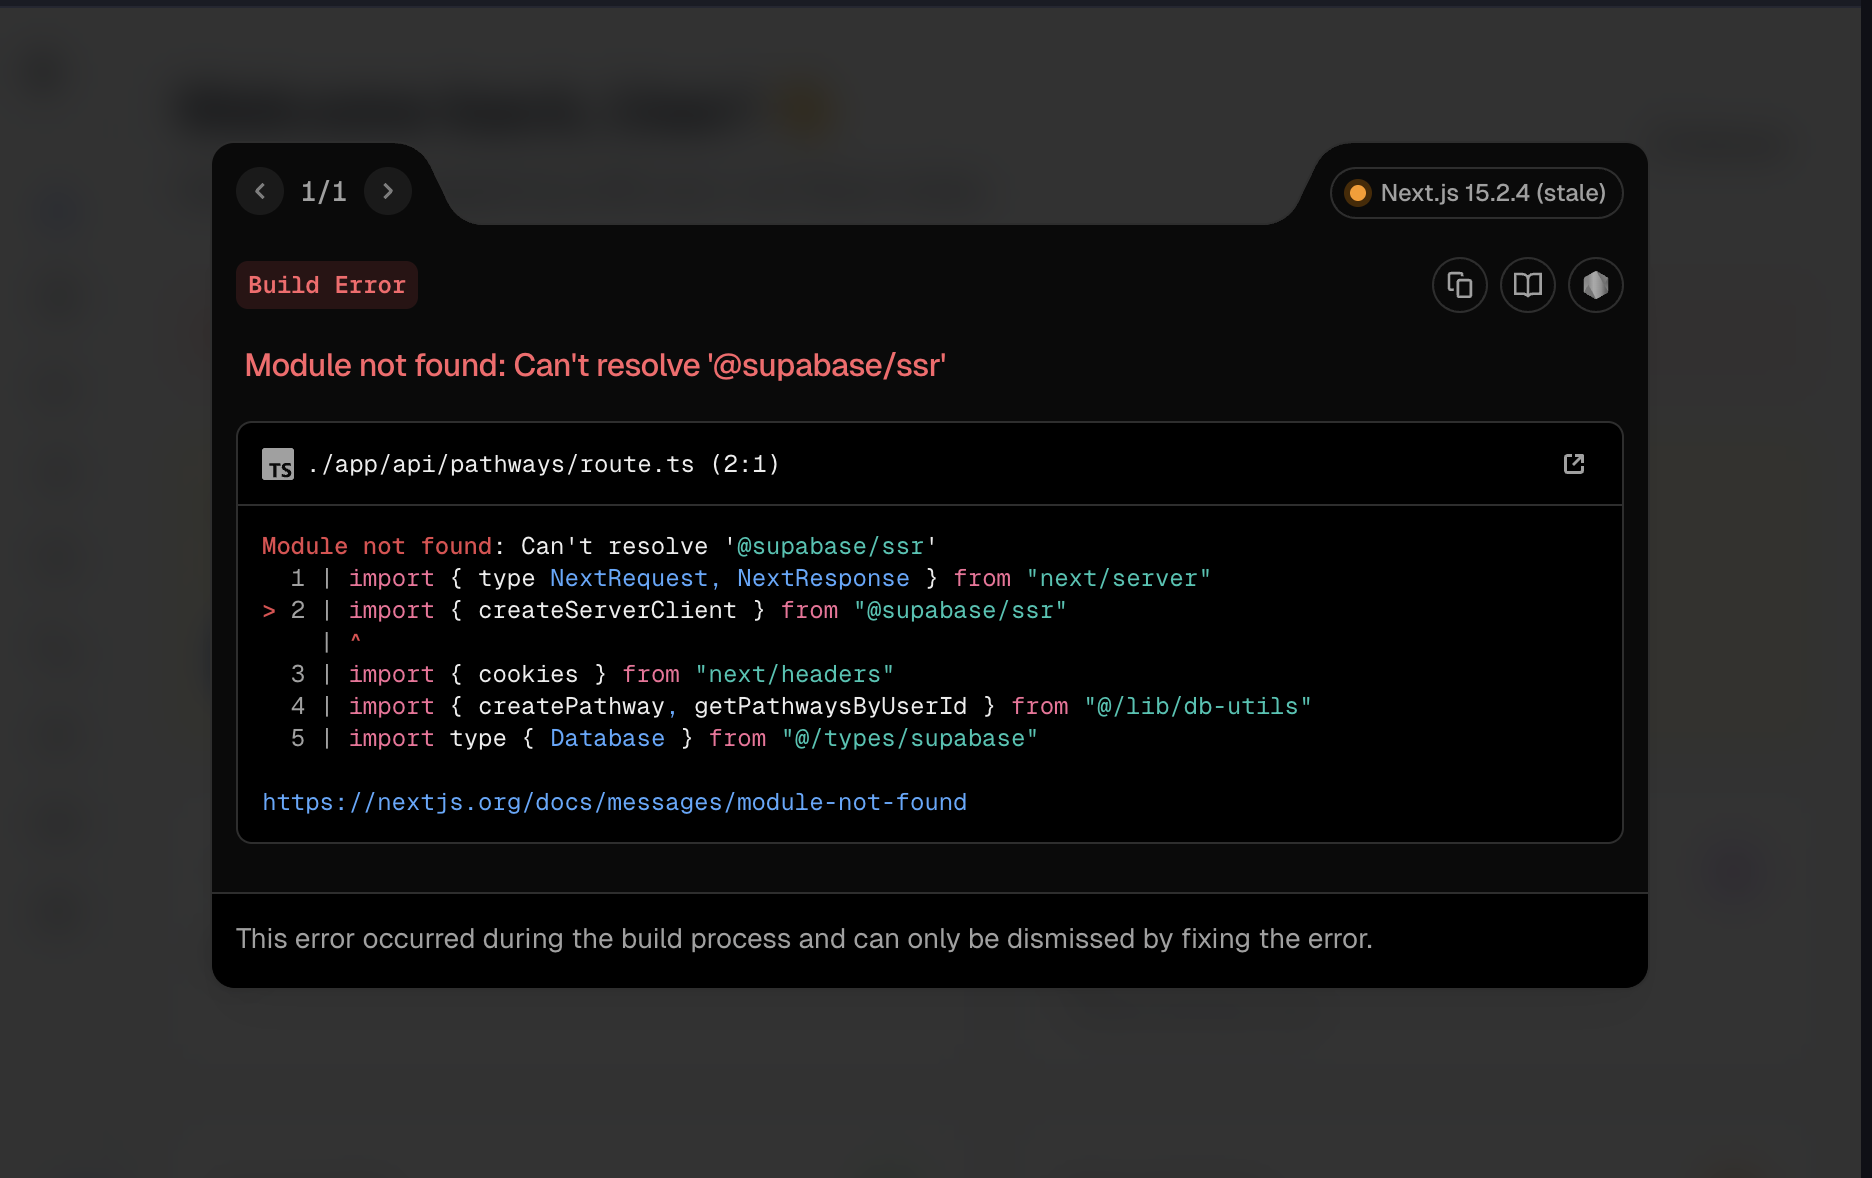 1/1
Next.js 15.2.4 (stale)
Build Error
Module not found: Can't resolve '@supabase/ssr'
TS ./app/api/pathways/route.ts (2:1)
Module not found: Can't resolve '@supabase/ssr'
1 | import { type NextRequest, NextResponse } from "next/server"
> 2 | import { createServerClient } from "@supabase/ssr"
| ^
3 | import { cookies } from "next/headers"
4 | import { createPathway, getPathwaysByUserId } from "@/lib/db-utils"
5 | import type { Database } from "@/types/supabase"
https://nextjs.org/docs/messages/module-not-found
This error occurred during the build process and can only be dismissed by fixing the error.